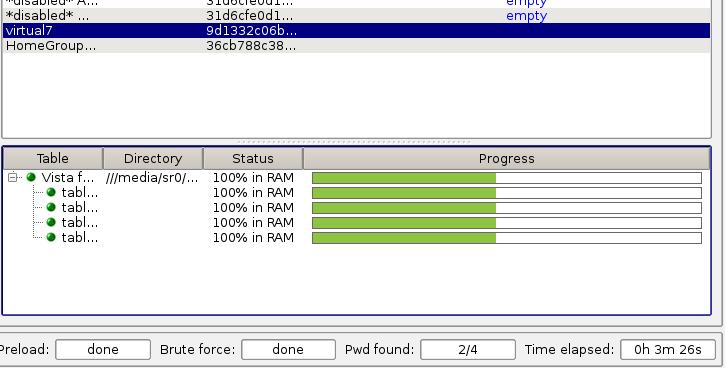 *disabled* A... 31d6cfe0d1... empty
*disabled* ... 31d6cfe0d1... empty
virtual7 9d1332c06b...
HomeGroup... 36cb788c38...
Table Directory Status Progress
Vista f... ///media/sr0/... 100% in RAM
tabl... 100% in RAM
tabl... 100% in RAM
tabl... 100% in RAM
tabl... 100% in RAM
Preload: done Brute force: done Pwd found: 2/4 Time elapsed: 0h 3m 26s